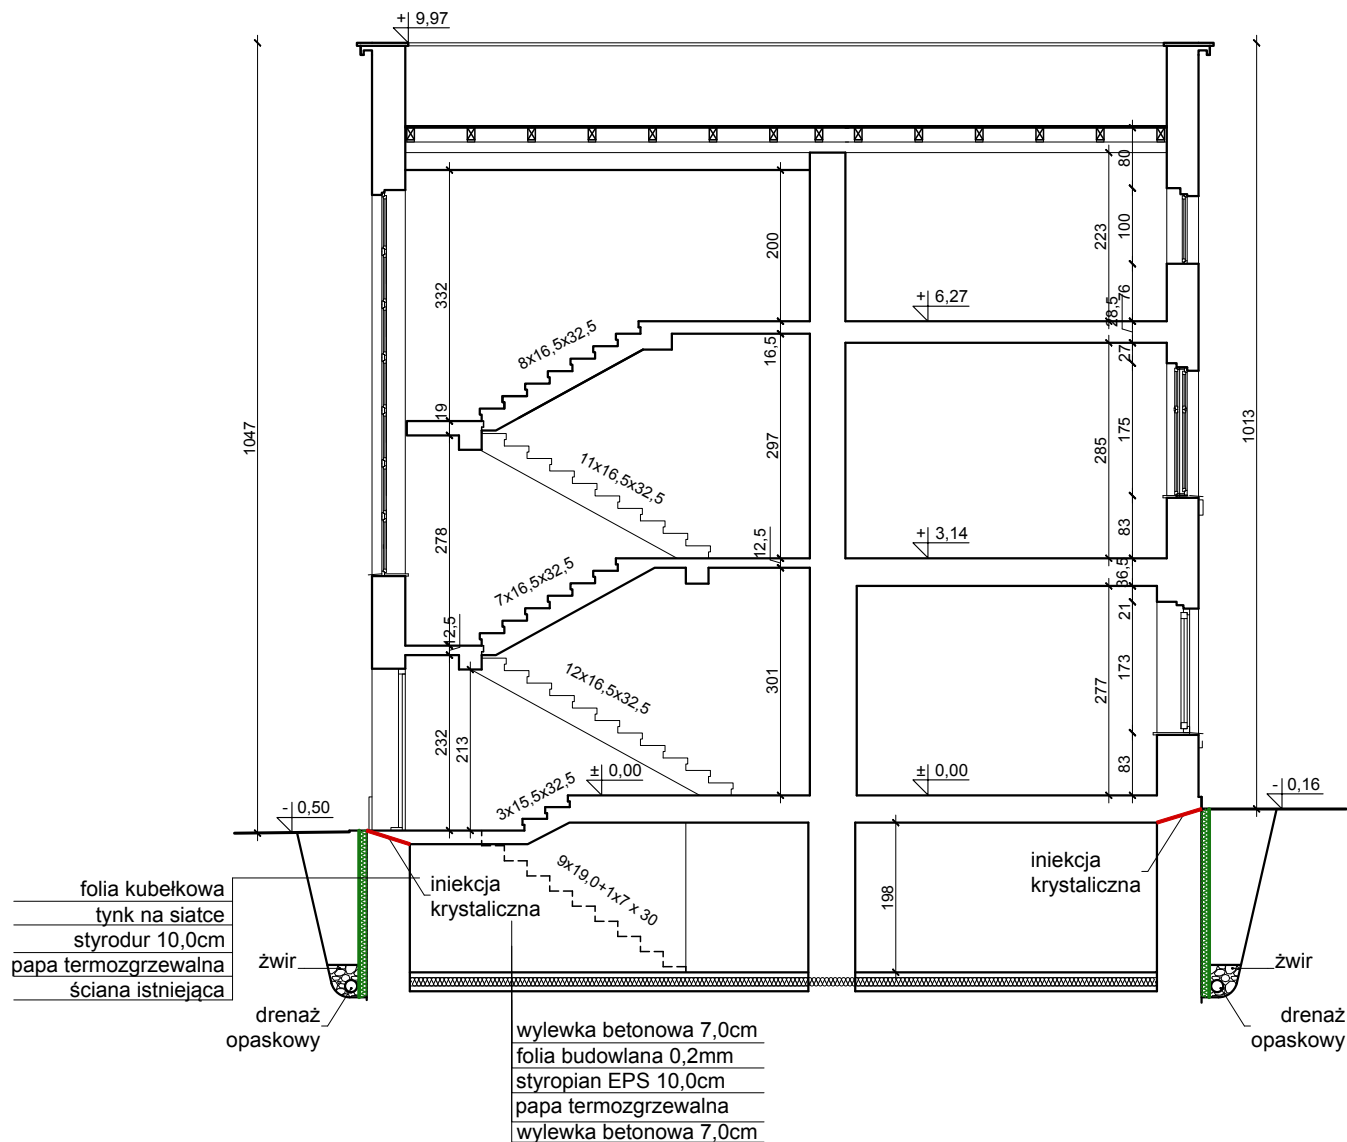 + 9,97
80
100
223
200
332
76
+ 6,27
28,5
8x16,5x32,5
16,5
27
19
1047
1013
297
285
175
11x16,5x32,5
278
12,5
+ 3,14
83
36,5
7x16,5x32,5
21
12,5
12x16,5x32,5
301
277
173
232
213
83
± 0,00
± 0,00
3x15,5x32,5
- 0,50
- 0,16
9x19,0+1x7 x 30
198
iniekcja
krystaliczna
iniekcja
krystaliczna
folia kubełkowa
tynk na siatce
styrodur 10,0cm
papa termozgrzewalna
ściana istniejąca
żwir
drenaż
opaskowy
żwir
drenaż
opaskowy
wylewka betonowa 7,0cm
folia budowlana 0,2mm
styropian EPS 10,0cm
papa termozgrzewalna
wylewka betonowa 7,0cm